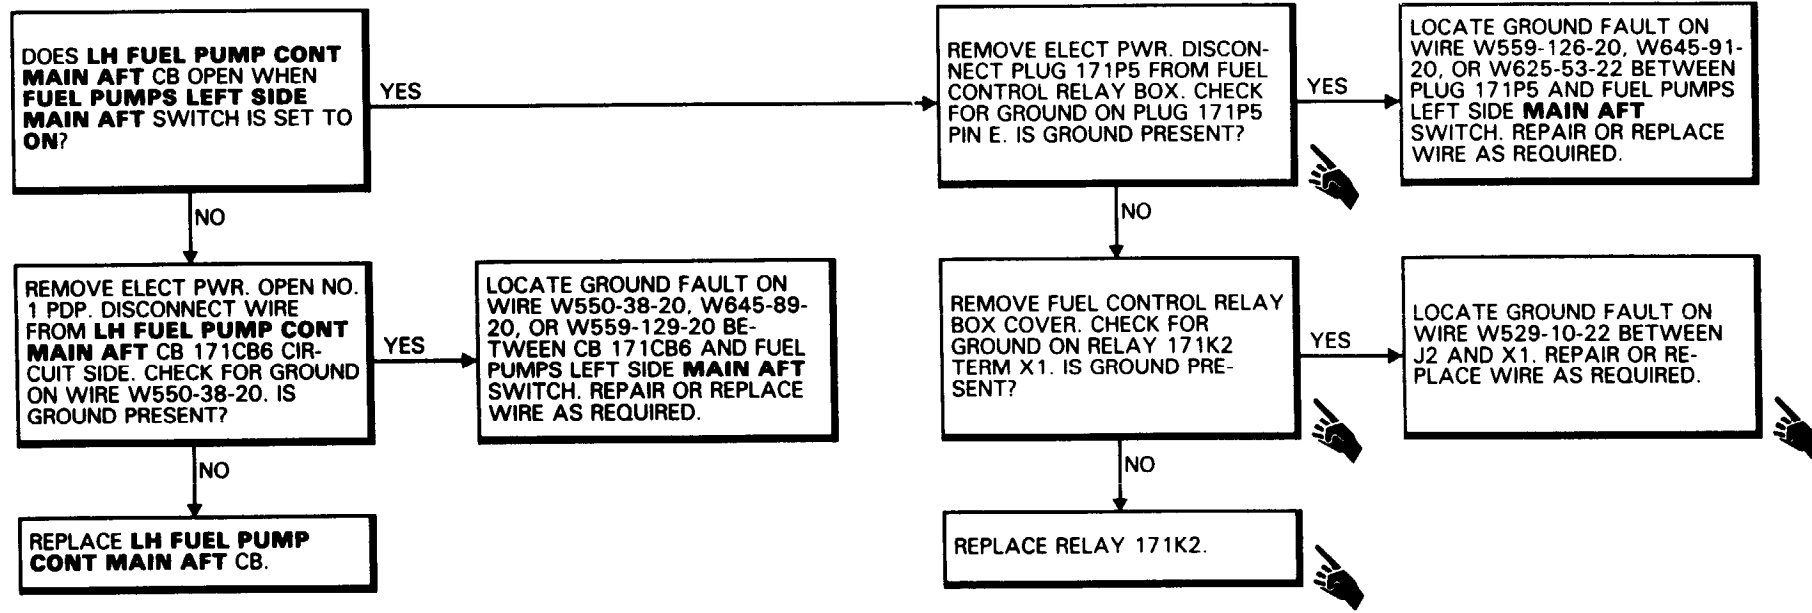 DOES LH FUEL PUMP CONT
MAIN AFT CB OPEN WHEN
FUEL PUMPS LEFT SIDE
MAIN AFT SWITCH IS SET TO
ON?
YES
REMOVE ELECT PWR. DISCON-
NECT PLUG 171P5 FROM FUEL
CONTROL RELAY BOX. CHECK
FOR GROUND ON PLUG 171P5
PIN E. IS GROUND PRESENT?
YES
LOCATE GROUND FAULT ON
WIRE W559-126-20, W645-91-
20, OR W625-53-22 BETWEEN
PLUG 171P5 AND FUEL PUMPS
LEFT SIDE MAIN AFT
SWITCH. REPAIR OR REPLACE
WIRE AS REQUIRED.
NO
NO
REMOVE ELECT PWR. OPEN NO.
1 PDP. DISCONNECT WIRE
FROM LH FUEL PUMP CONT
MAIN AFT CB 171CB6 CIR-
CUIT SIDE. CHECK FOR GROUND
ON WIRE W550-38-20. IS
GROUND PRESENT?
YES
LOCATE GROUND FAULT ON
WIRE W550-38-20, W645-89-
20, OR W559-129-20 BE-
TWEEN CB 171CB6 AND FUEL
PUMPS LEFT SIDE MAIN AFT
SWITCH. REPAIR OR REPLACE
WIRE AS REQUIRED.
REMOVE FUEL CONTROL RELAY
BOX COVER. CHECK FOR
GROUND ON RELAY 171K2
TERM X1. IS GROUND PRE-
SENT?
YES
LOCATE GROUND FAULT ON
WIRE W529-10-22 BETWEEN
J2 AND X1. REPAIR OR RE-
PLACE WIRE AS REQUIRED.
NO
NO
REPLACE LH FUEL PUMP
CONT MAIN AFT CB.
REPLACE RELAY 171K2.